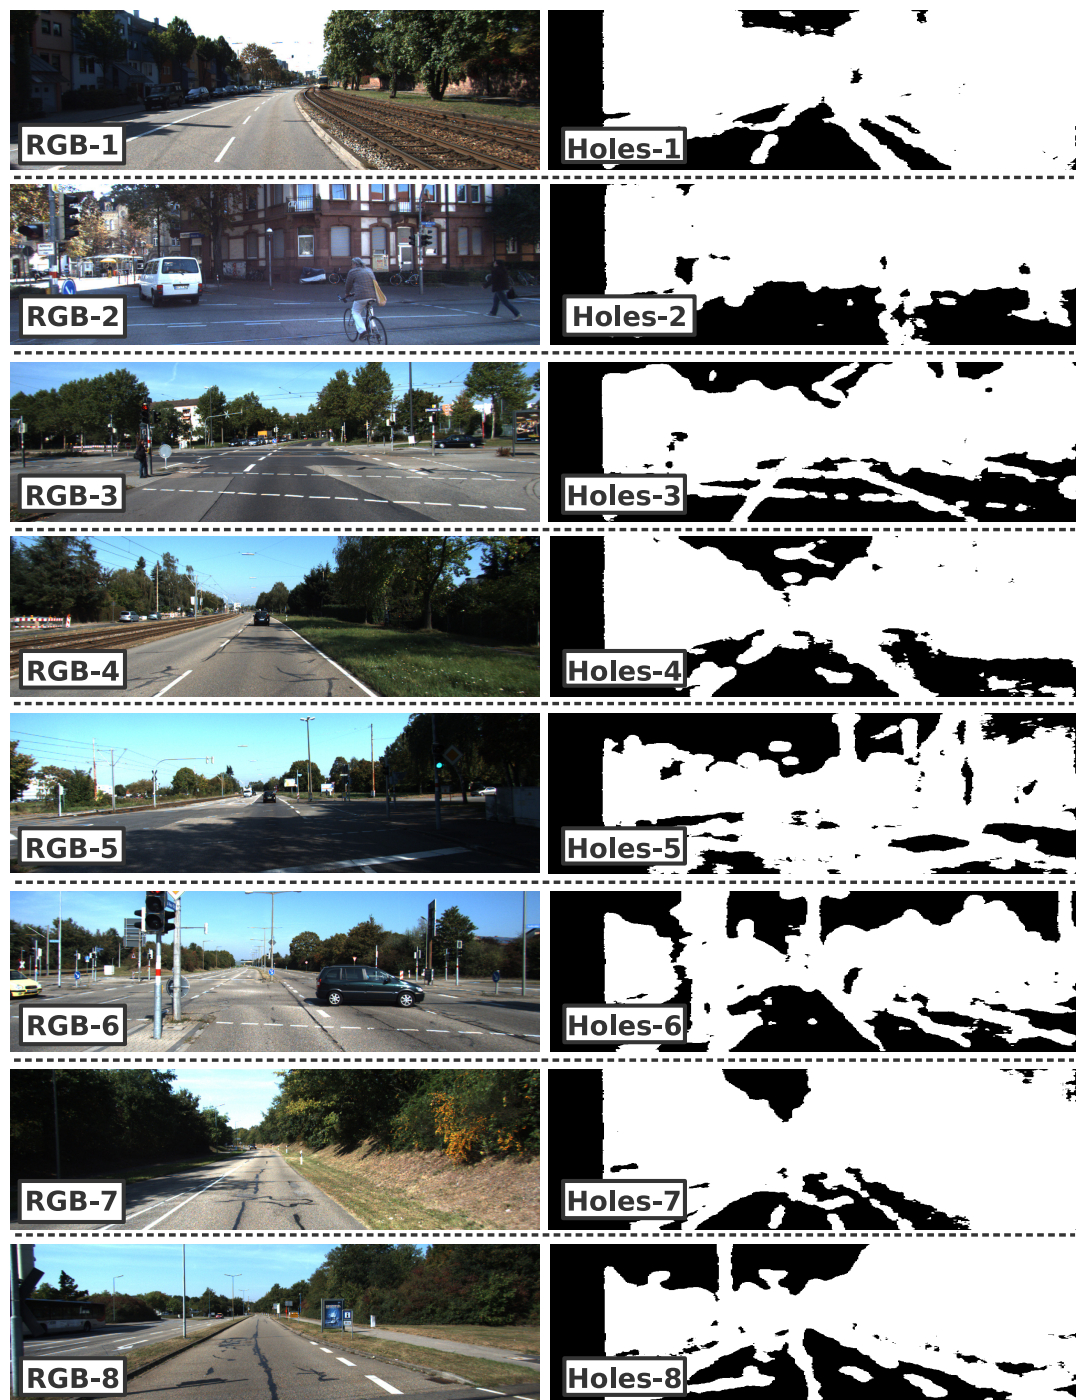 RGB-1 Holes-1
RGB-2 Holes-2
RGB-3 Holes-3
RGB-4 Holes-4
RGB-5 Holes-5
RGB-6 Holes-6
RGB-7 Holes-7
RGB-8 Holes-8